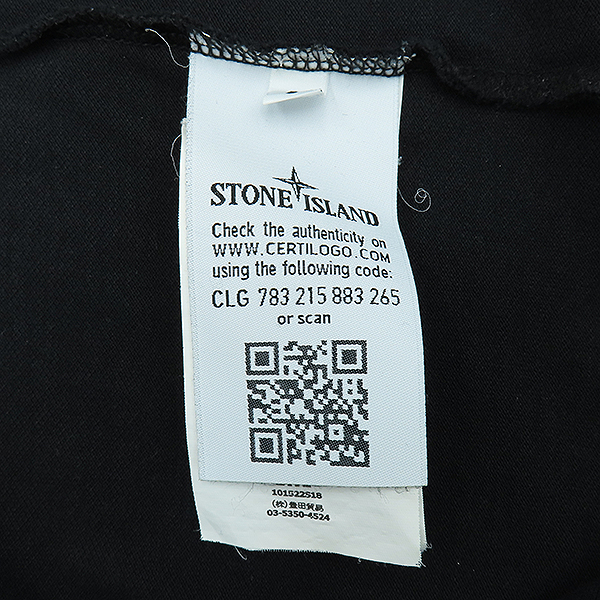 STONE ISLAND
Check the authenticity on
WWW.CERTILOGO.COM
using the following code:
CLG 783 215 883 265
or scan
101522518
(株)豊田貿易
03-5350-4524